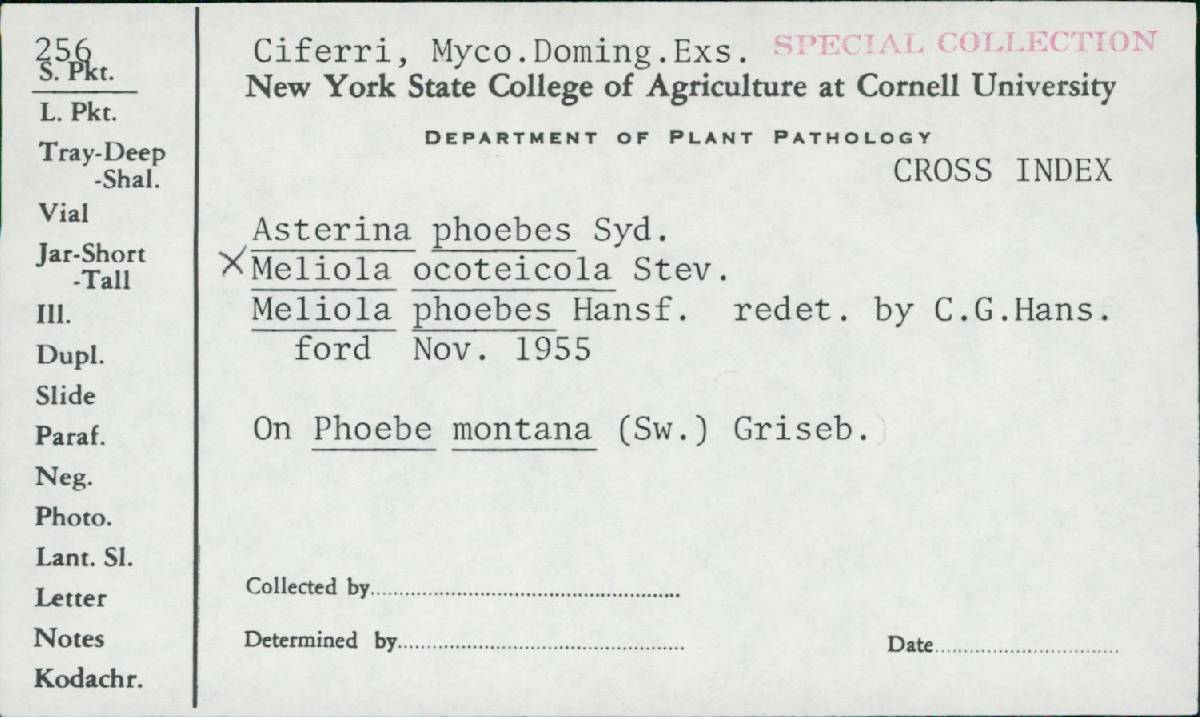 256
S. Pkt.
L. Pkt.
Tray-Deep
-Shal.
Vial
Jar-Short
-Tall
Ill.
Dupl.
Slide
Paraf.
Neg.
Photo.
Lant. Sl.
Letter
Notes
Kodachr.
Ciferri, Myco.Doming.Exs. SPECIAL COLLECTION
New York State College of Agriculture at Cornell University
DEPARTMENT OF PLANT PATHOLOGY
CROSS INDEX
Asterina phoebes Syd.
X Meliola ocoteicola Stev.
Meliola phoebes Hansf. redet. by C.G.Hans.
ford Nov. 1955
On Phoebe montana (Sw.) Griseb.
Collected by
Determined by Date